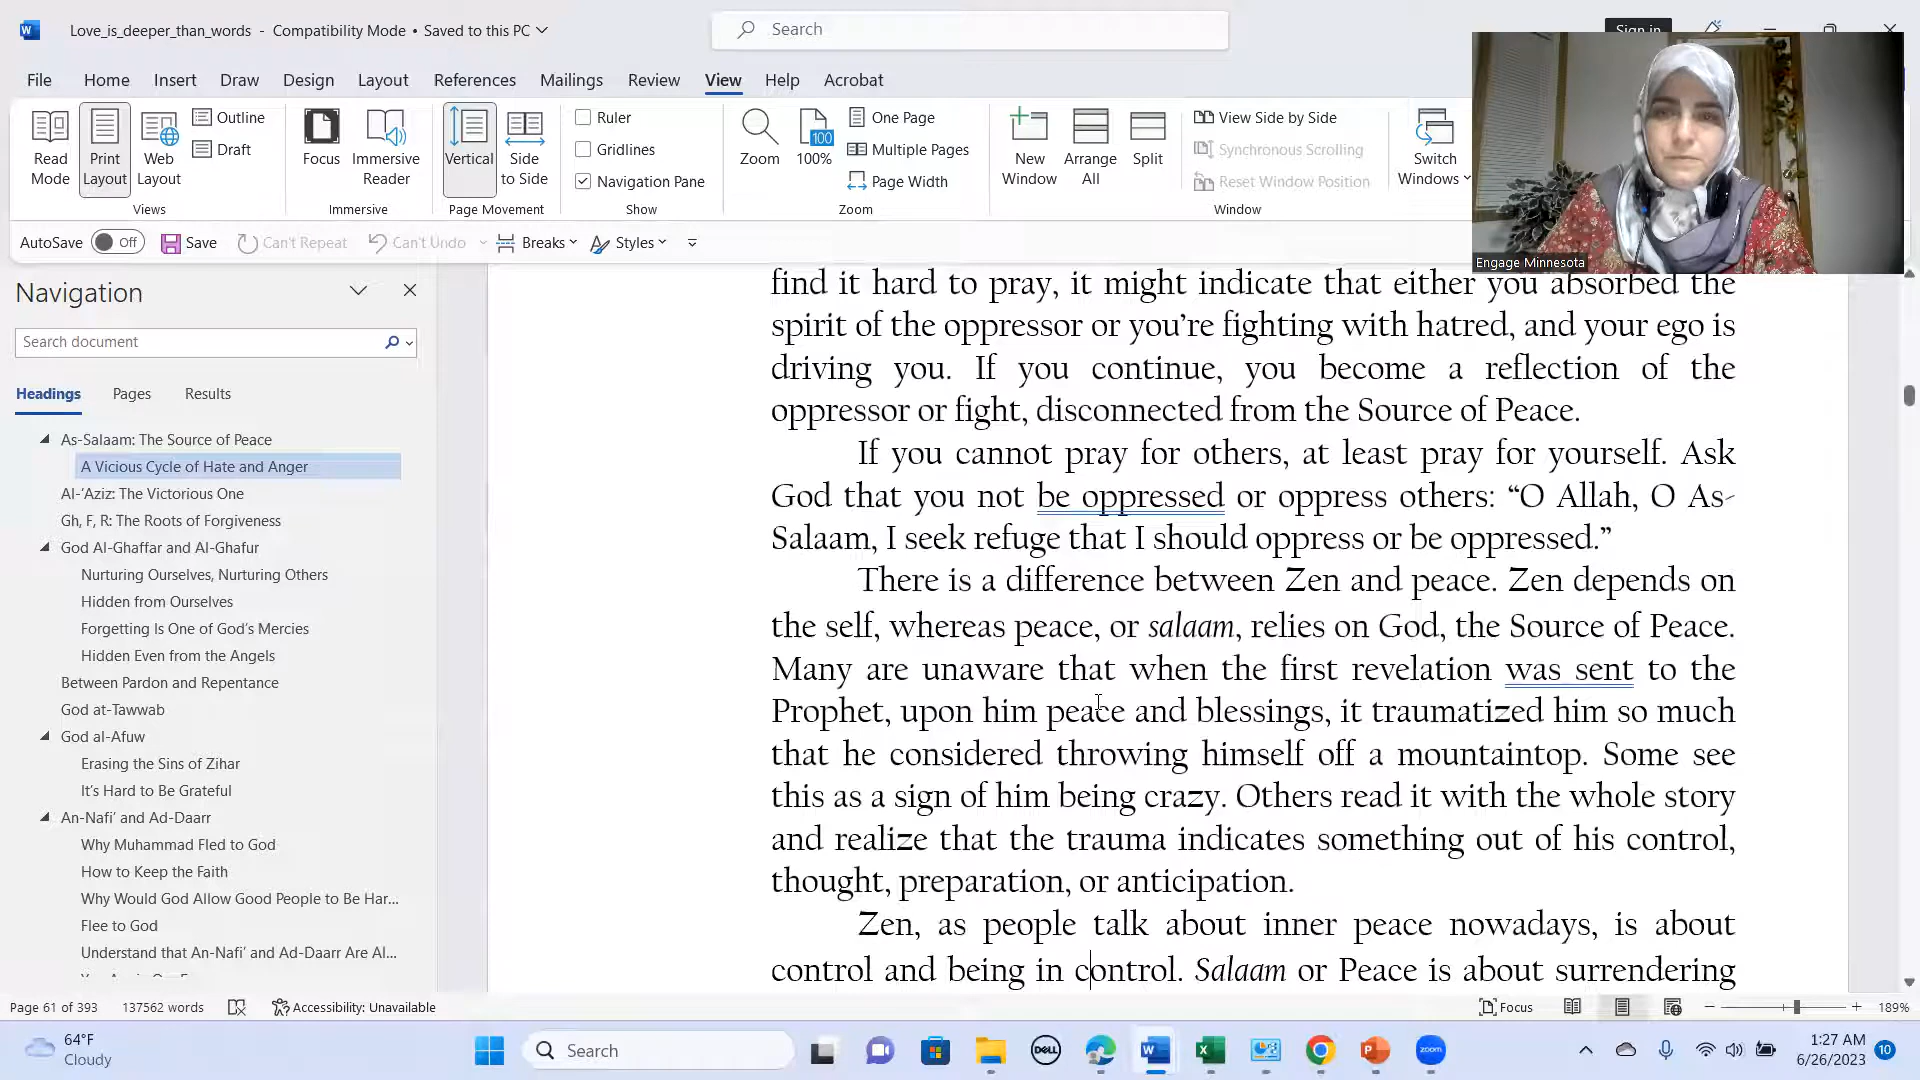 Love_is_deeper_than_words - Compatibility Mode • Saved to this PC
Search
Sign in
File Home Insert Draw Design Layout References Mailings Review View Help Acrobat
Read Mode
Print Layout
Web Layout
Outline
Draft
Views
Focus
Immersive Reader
Immersive
Vertical
Side to Side
Page Movement
Ruler
Gridlines
Navigation Pane
Show
Zoom
100
100%
One Page
Multiple Pages
Page Width
Zoom
New Window
Arrange All
Split
View Side by Side
Synchronous Scrolling
Reset Window Position
Window
Switch Windows
Engage Minnesota
AutoSave Off Save Can't Repeat Can't Undo Breaks Styles
Navigation
Search document
Headings Pages Results
As-Salaam: The Source of Peace
A Vicious Cycle of Hate and Anger
Al-‘Aziz: The Victorious One
Gh, F, R: The Roots of Forgiveness
God Al-Ghaffar and Al-Ghafur
Nurturing Ourselves, Nurturing Others
Hidden from Ourselves
Forgetting Is One of God’s Mercies
Hidden Even from the Angels
Between Pardon and Repentance
God at-Tawwab
God al-Afuw
Erasing the Sins of Zihar
It’s Hard to Be Grateful
An-Nafi’ and Ad-Daarr
Why Muhammad Fled to God
How to Keep the Faith
Why Would God Allow Good People to Be Har...
Flee to God
Understand that An-Nafi’ and Ad-Daarr Are Al...
find it hard to pray, it might indicate that either you absorbed the
spirit of the oppressor or you’re fighting with hatred, and your ego is
driving you. If you continue, you become a reflection of the
oppressor or fight, disconnected from the Source of Peace.
If you cannot pray for others, at least pray for yourself. Ask
God that you not be oppressed or oppress others: “O Allah, O As-
Salaam, I seek refuge that I should oppress or be oppressed.”
There is a difference between Zen and peace. Zen depends on
the self, whereas peace, or salaam, relies on God, the Source of Peace.
Many are unaware that when the first revelation was sent to the
Prophet, upon him peace and blessings, it traumatized him so much
that he considered throwing himself off a mountaintop. Some see
this as a sign of him being crazy. Others read it with the whole story
and realize that the trauma indicates something out of his control,
thought, preparation, or anticipation.
Zen, as people talk about inner peace nowadays, is about
control and being in control. Salaam or Peace is about surrendering
Page 61 of 393 137562 words Accessibility: Unavailable Focus 189%
64°F
Cloudy
Search
DELL
zoom
1:27 AM
6/26/2023
10